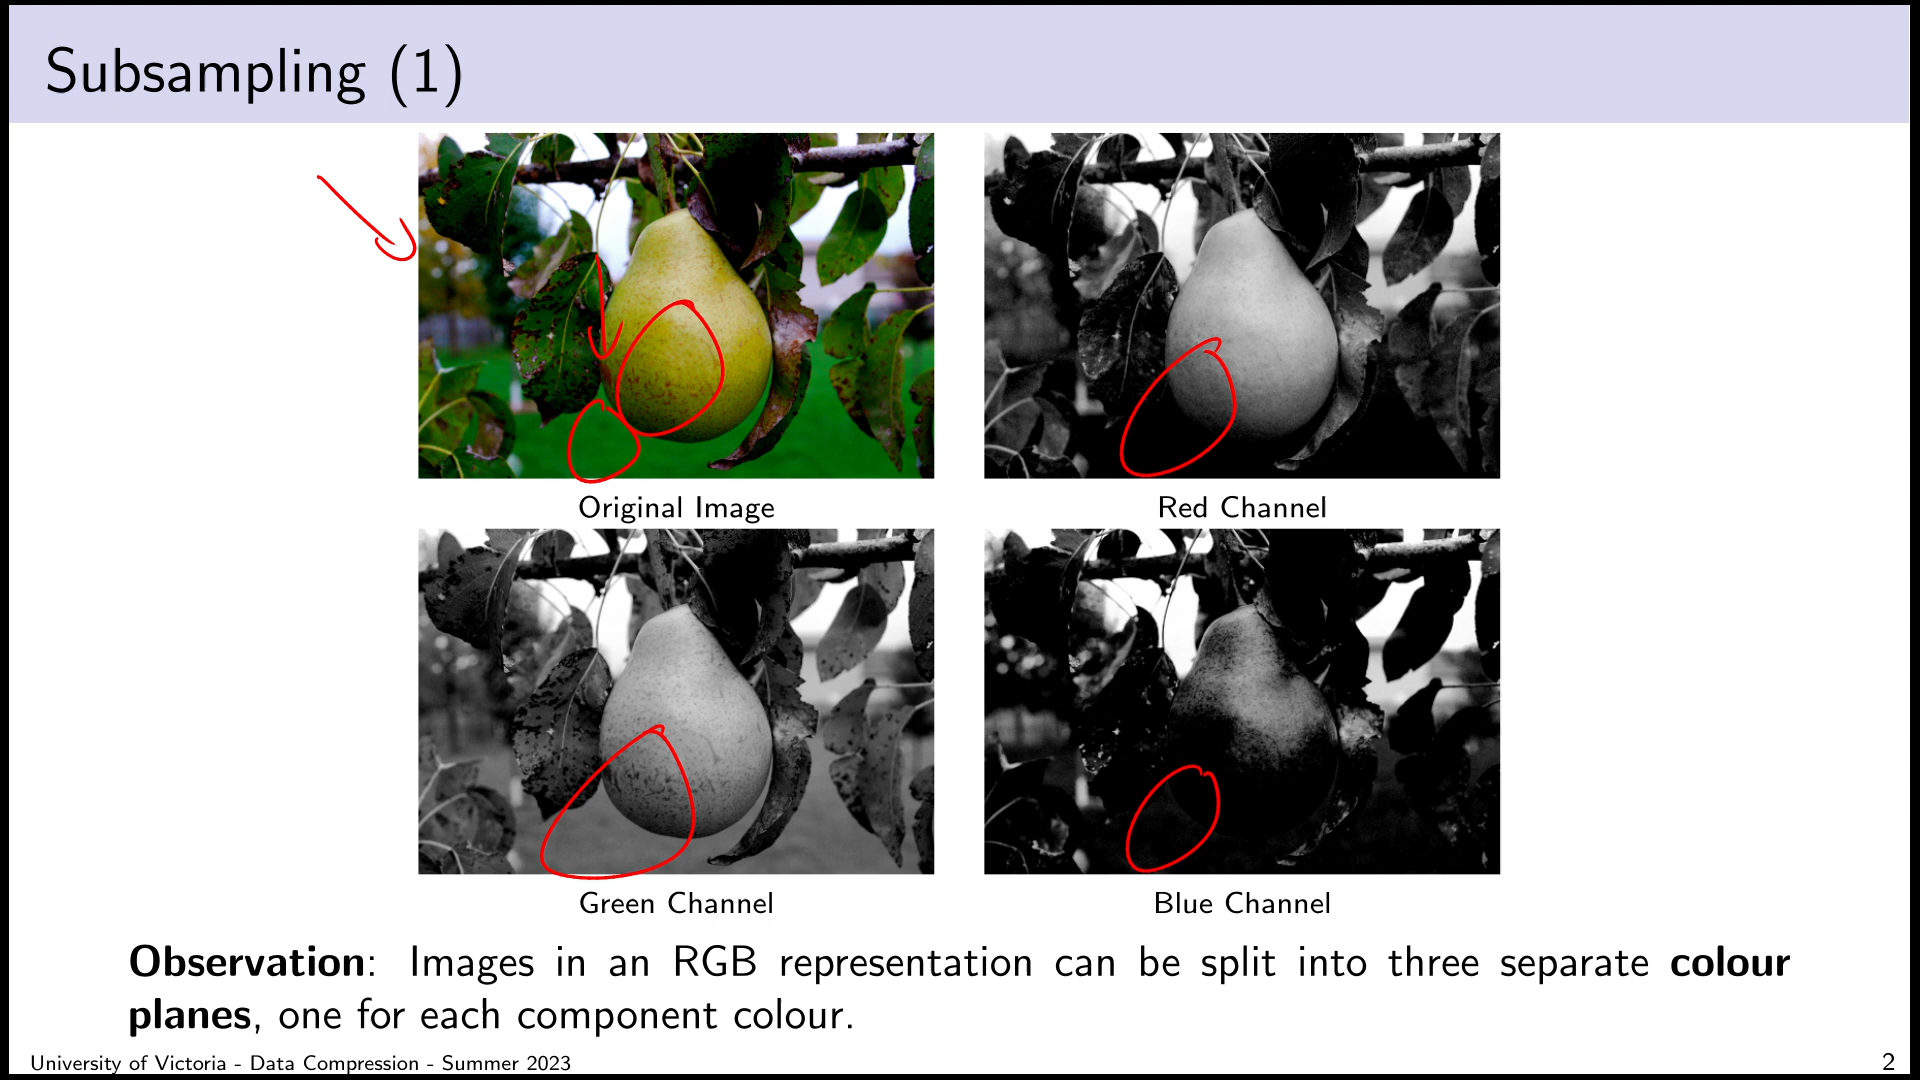 Subsampling (1)
Original Image
Red Channel
Green Channel
Blue Channel
Observation: Images in an RGB representation can be split into three separate colour
planes, one for each component colour.
University of Victoria - Data Compression - Summer 2023
2